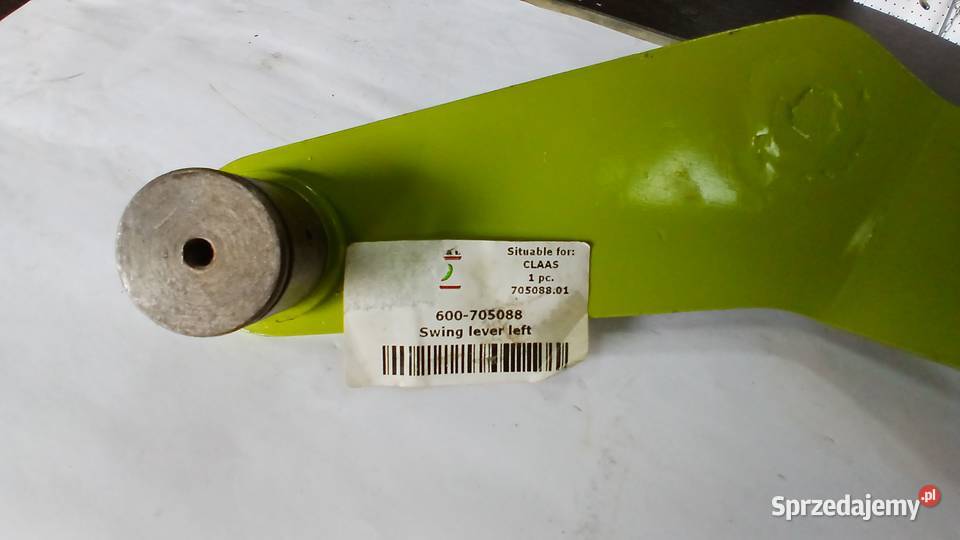 Situable for:
CLAAS
1 pc.
705088.01
600-705088
Swing lever left
Sprzedajemy.pl